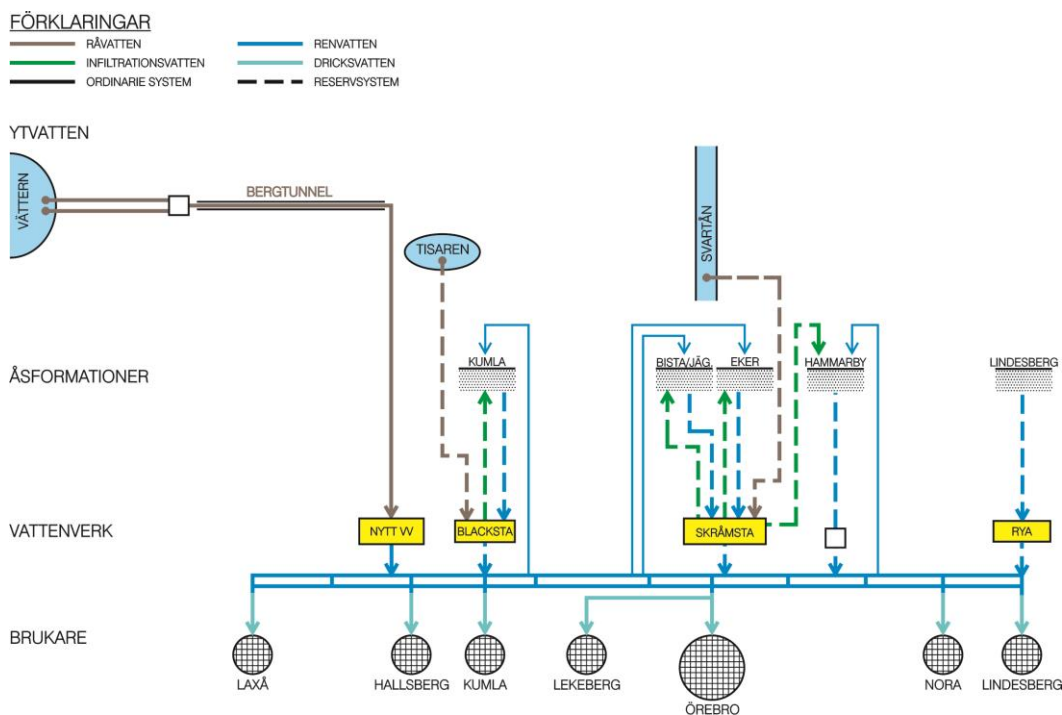 FÖRKLARINGAR
RÅVATTEN
RENVATTEN
INFILTRATIONSVATTEN
DRICKSVATTEN
ORDINARIE SYSTEM
RESERVSYSTEM
YTVATTEN
VÄTTERN
BERGTUNNEL
TISAREN
SVARTÅN
ÅSFORMATIONER
KUMLA
BISTA/JÄG.
EKER
HAMMARBY
LINDESBERG
VATTENVERK
NYTT VV
BLACKSTA
SKRÅMSTA
RYA
BRUKARE
LAXÅ
HALLSBERG
KUMLA
LEKEBERG
ÖREBRO
NORA
LINDESBERG